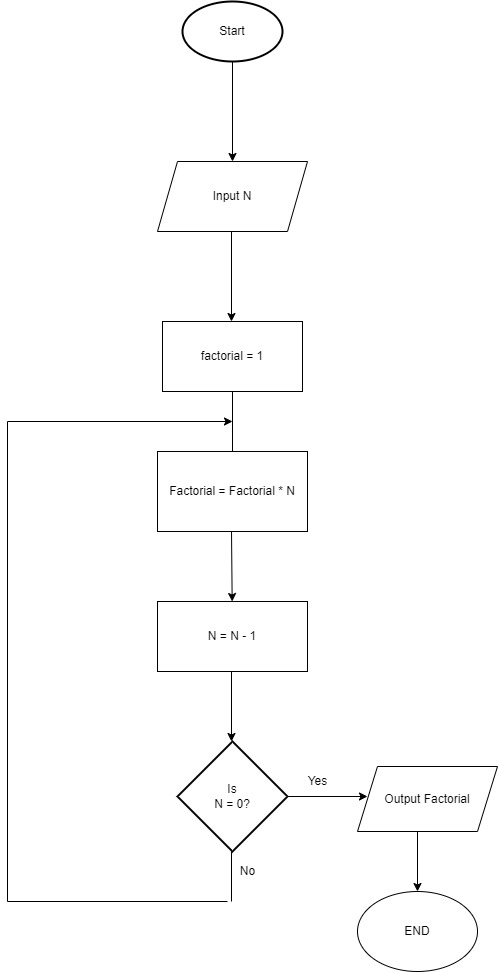 Start
Input N
factorial = 1
Factorial = Factorial * N
N = N - 1
Is
N = 0?
Yes
Output Factorial
No
END